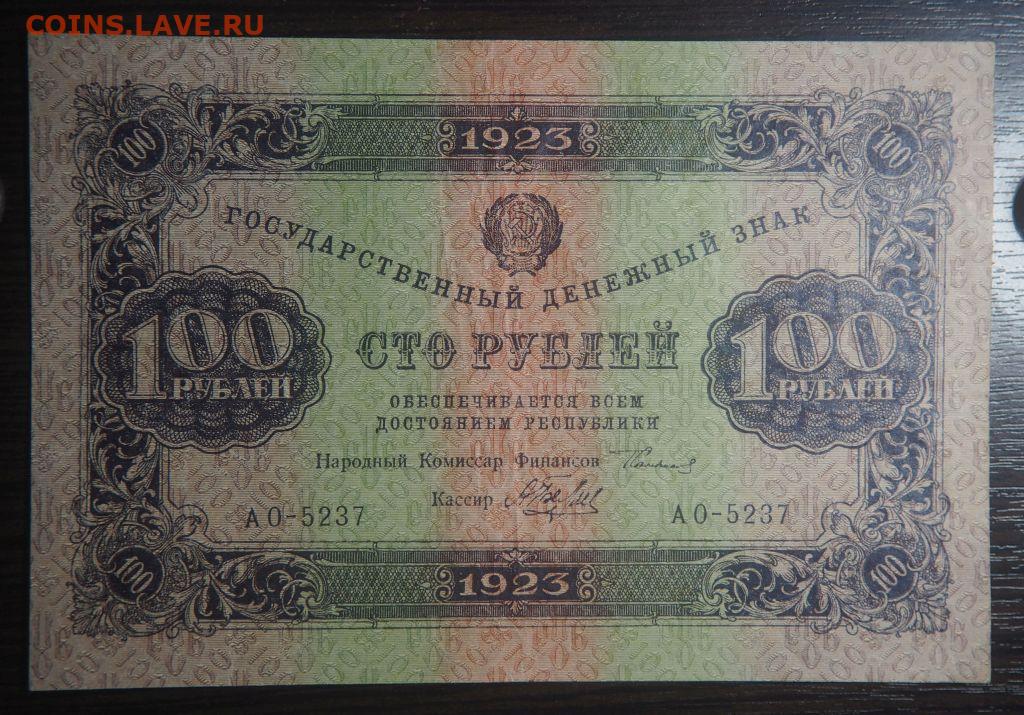 COINS.LAVE.RU
1923
100
100
ГОСУДАРСТВЕННЫЙ ДЕНЕЖНЫЙ ЗНАК
100
РУБЛЕЙ
СТО РУБЛЕЙ
100
РУБЛЕЙ
ОБЕСПЕЧИВАЕТСЯ ВСЕМ
ДОСТОЯНИЕМ РЕСПУБЛИКИ
Народный Комиссар Финансов
Кассир
АО-5237
АО-5237
100
1923
100